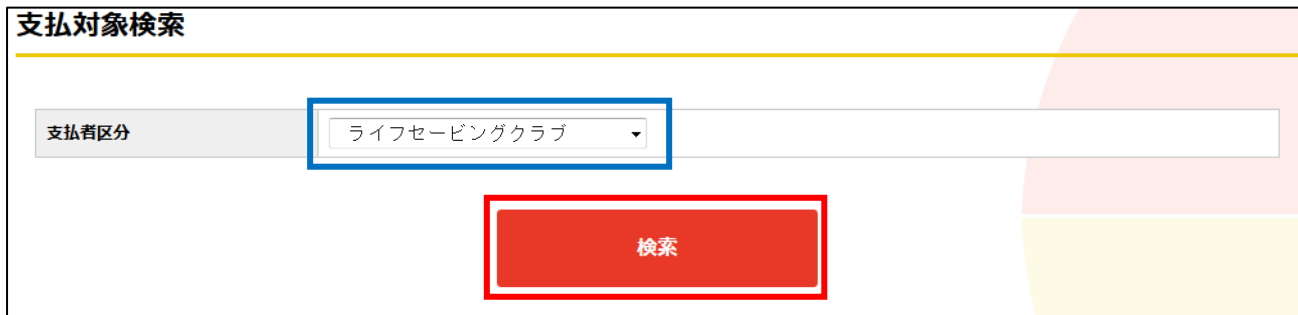 支払対象検索
支払者区分
ライフセービングクラブ
検索